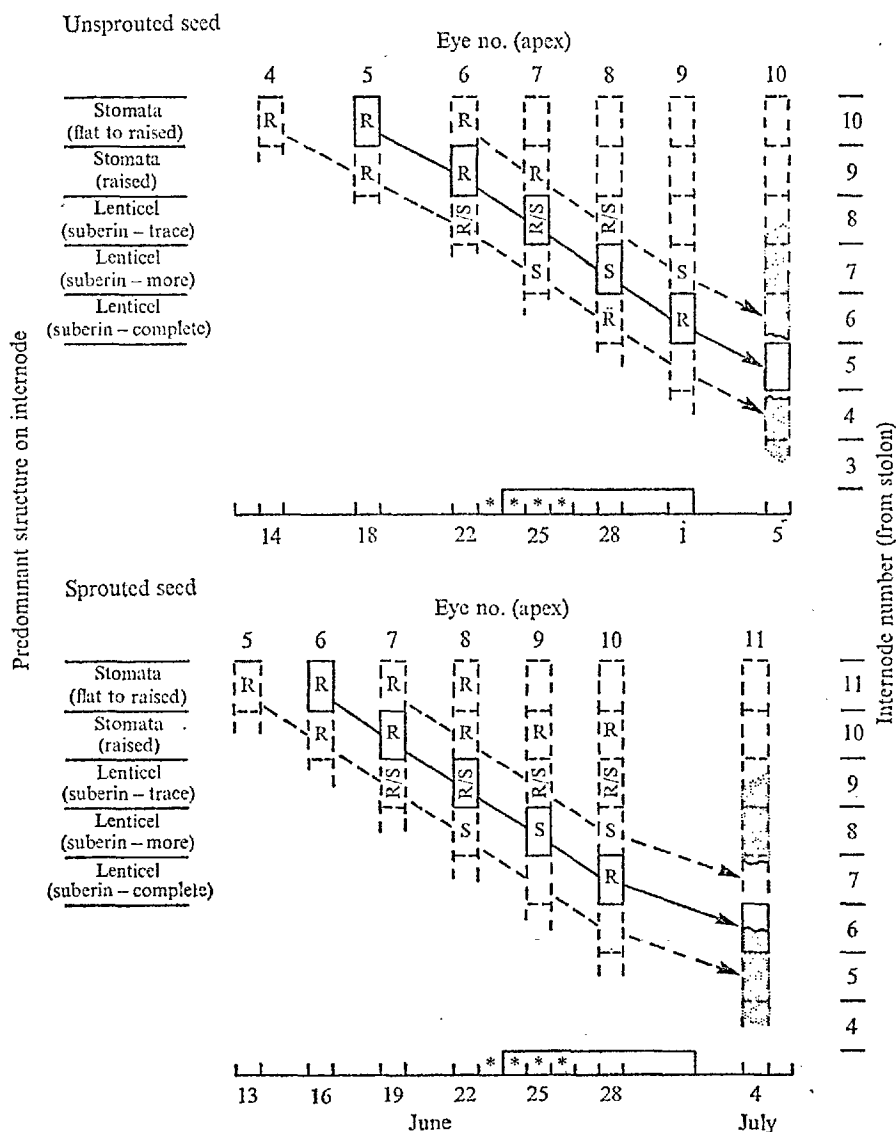 Unsprouted seed
Eye no. (apex)
4 5 6 7 8 9 10
Predominant structure on internode
Internode number (from stolon)
Stomata
(flat to raised)
R R R
10
Stomata
(raised)
R R R
9
Lenticel
(suberin – trace)
R/S R/S R/S
8
Lenticel
(suberin – more)
S S S
7
Lenticel
(suberin – complete)
R̈ R
6
5
4
3
* * * *
14 18 22 25 28 1 5
Sprouted seed
Eye no. (apex)
5 6 7 8 9 10 11
Stomata
(flat to raised)
R R R R
11
Stomata
(raised)
R R R R R
10
Lenticel
(suberin – trace)
R/S R/S R/S R/S
9
Lenticel
(suberin – more)
S S S
8
Lenticel
(suberin – complete)
R
7
6
5
4
* * * *
13 16 19 22 25 28 4
June July